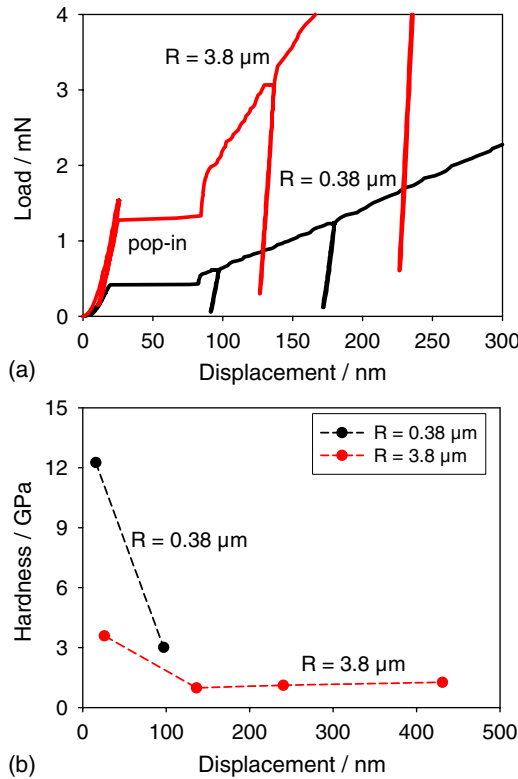 4
3
2
1
0
Load / mN
R = 3.8 µm
R = 0.38 µm
pop-in
0 50 100 150 200 250 300
(a) Displacement / nm
15
12
9
6
3
0
Hardness / GPa
R = 0.38 µm
R = 3.8 µm
R = 0.38 µm
R = 3.8 µm
0 100 200 300 400 500
(b) Displacement / nm